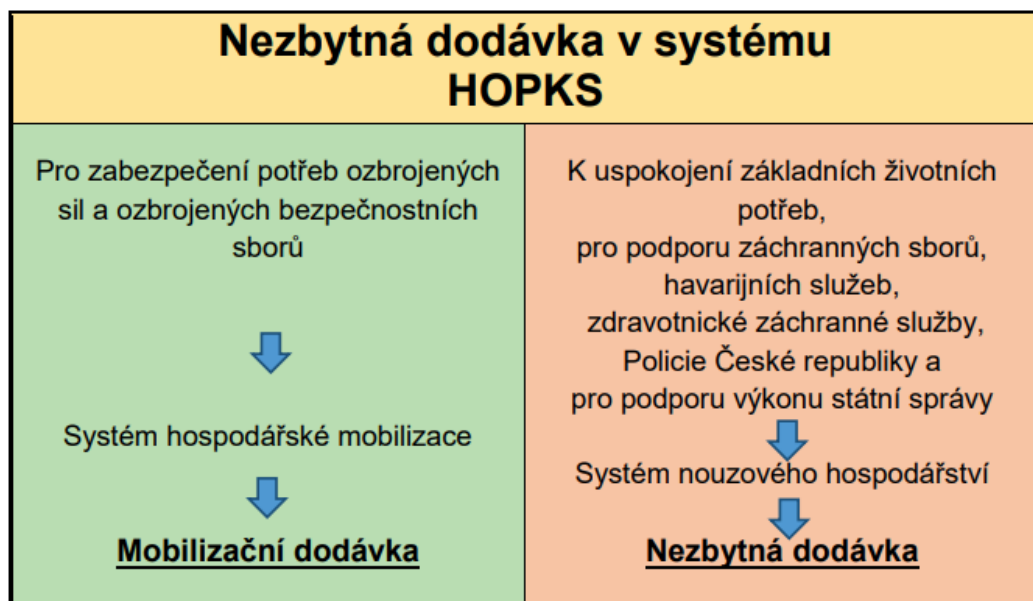 Nezbytná dodávka v systému
HOPKS
Pro zabezpečení potřeb ozbrojených
sil a ozbrojených bezpečnostních
sborů
Systém hospodářské mobilizace
Mobilizační dodávka
K uspokojení základních životních
potřeb,
pro podporu záchranných sborů,
havarijních služeb,
zdravotnické záchranné služby,
Policie České republiky a
pro podporu výkonu státní správy
Systém nouzového hospodářství
Nezbytná dodávka